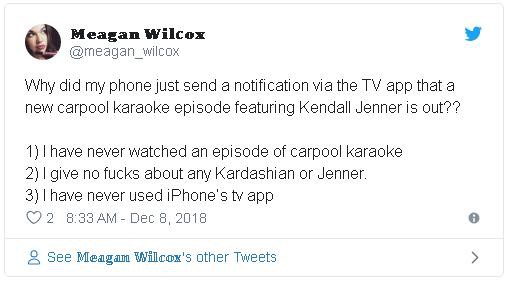 Meagan Wilcox
@meagan_wilcox
Why did my phone just send a notification via the TV app that a
new carpool karaoke episode featuring Kendall Jenner is out??
1) I have never watched an episode of carpool karaoke
2) I give no fucks about any Kardashian or Jenner.
3) I have never used iPhone's tv app
2 8:33 AM - Dec 8, 2018
See Meagan Wilcox's other Tweets